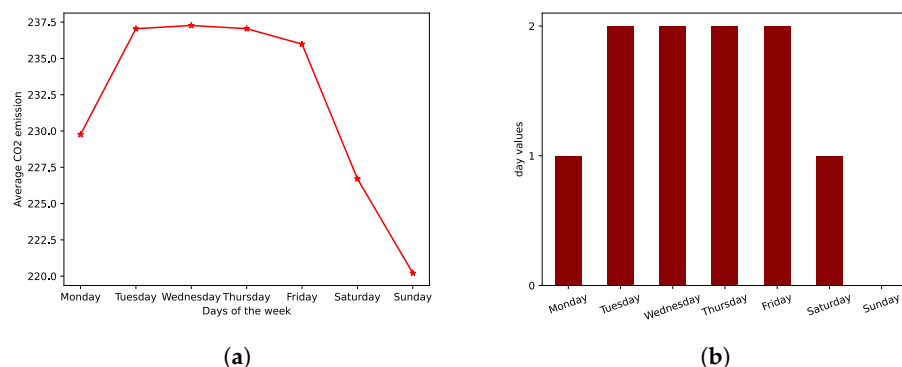 237.5
235.0
232.5
230.0
227.5
225.0
222.5
220.0
Average CO2 emission
Monday Tuesday Wednesday Thursday Friday Saturday Sunday
Days of the week
(a)
2
1
0
day values
Monday Tuesday Wednesday Thursday Friday Saturday Sunday
(b)